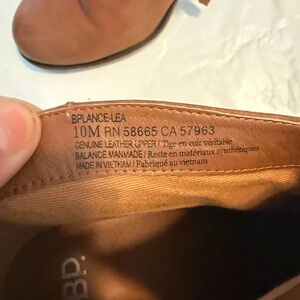 BPLANCE-LEA
10M RN 58665 CA 57963
GENUINE LEATHER UPPER / Tige en cuir véritable
BALANCE MANMADE / Reste en matériaux synthétiques
MADE IN VIETNAM / Fabriqué au vietnam
B.P.